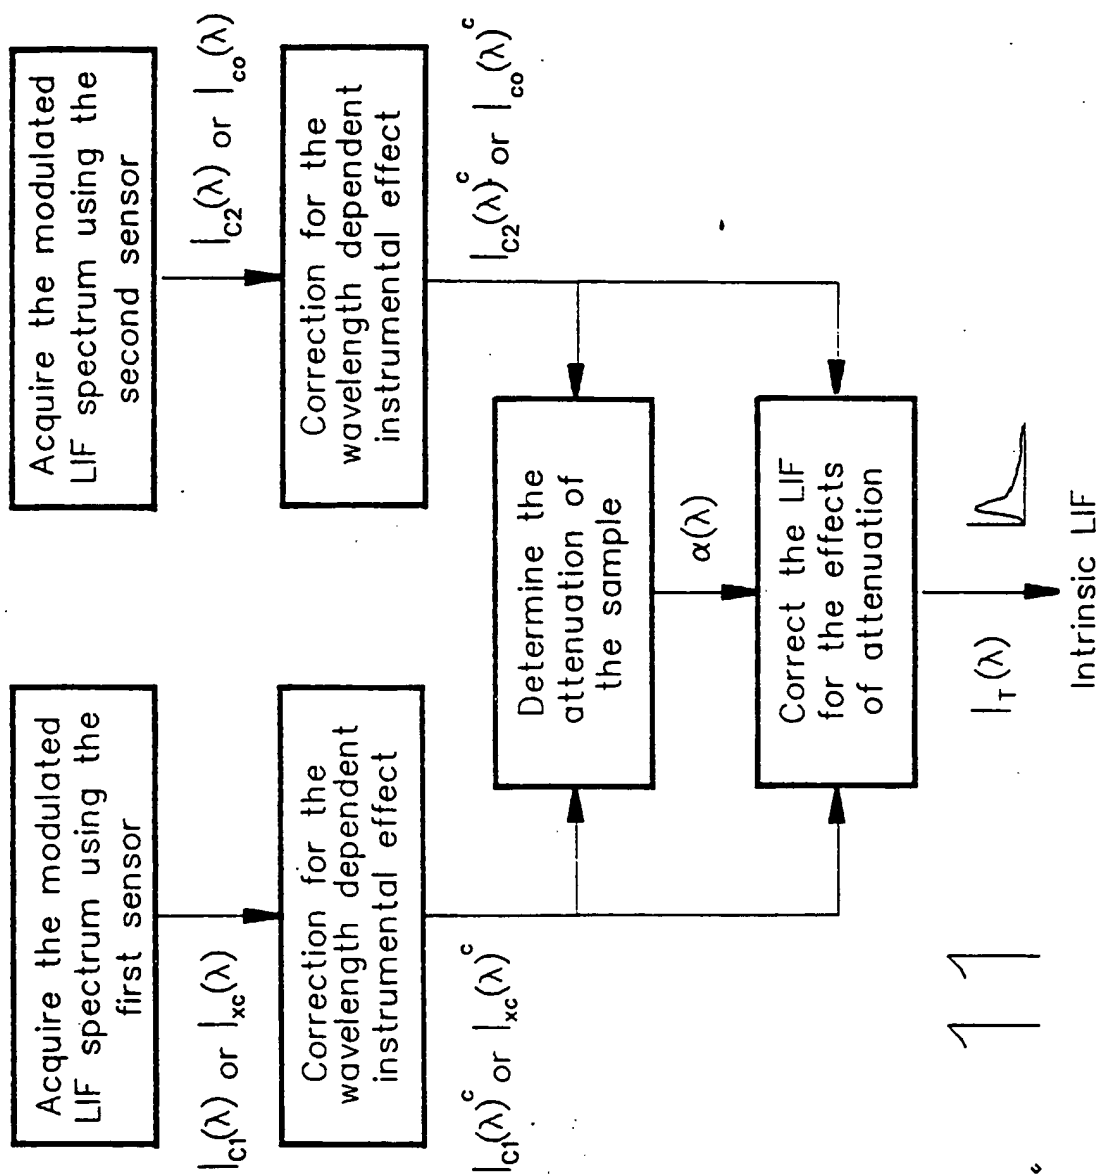 Acquire the modulated
LIF spectrum using the
first sensor
I_C1(λ) or I_xc(λ)
Correction for the
wavelength dependent
instrumental effect
I_C1(λ)^c or I_xc(λ)^c
Acquire the modulated
LIF spectrum using the
second sensor
I_C2(λ) or I_co(λ)
Correction for the
wavelength dependent
instrumental effect
I_C2(λ)^c or I_co(λ)^c
Determine the
attenuation of
the sample
α(λ)
Correct the LIF
for the effects
of attenuation
I_T(λ)
Intrinsic LIF
11